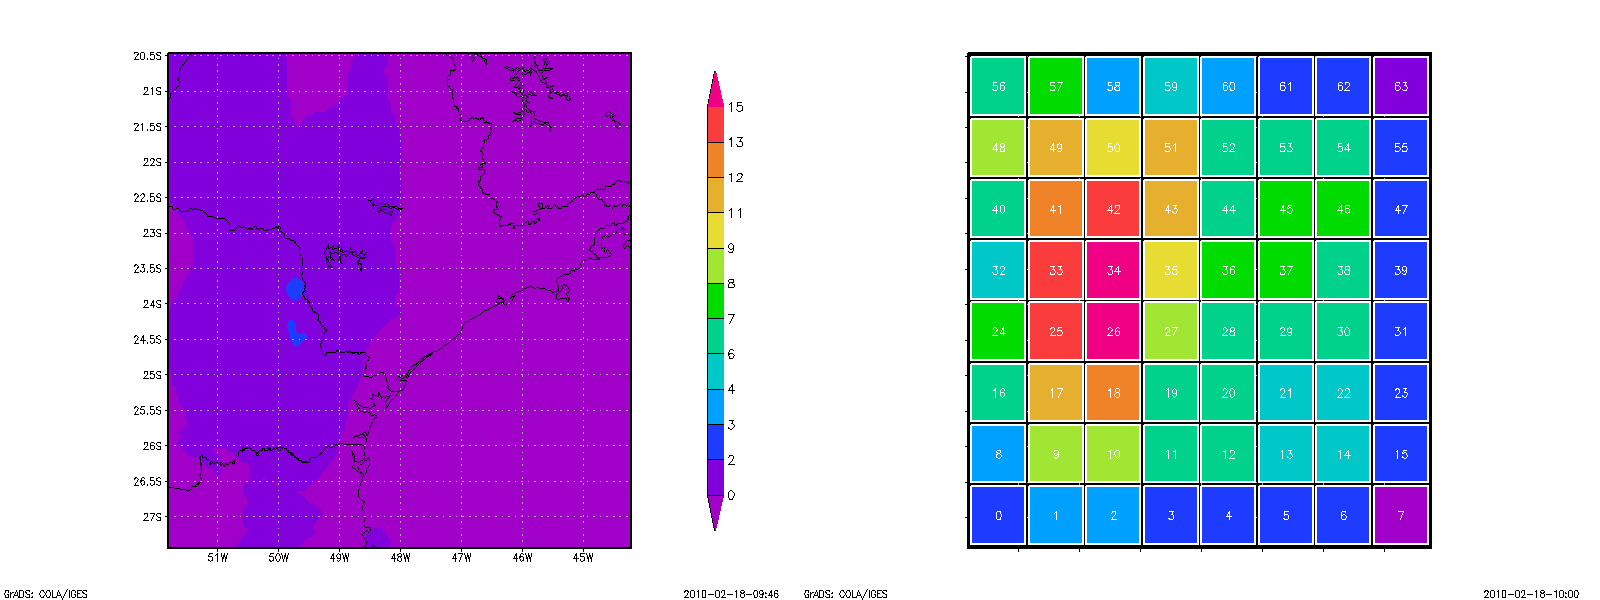 20.5S
21S
21.5S
22S
22.5S
23S
23.5S
24S
24.5S
25S
25.5S
26S
26.5S
27S
51W 50W 49W 48W 47W 46W 45W
15
13
12
11
9
8
7
6
4
3
2
0
56 57 58 59 60 61 62 63
48 49 50 51 52 53 54 55
40 41 42 43 44 45 46 47
32 33 34 35 36 37 38 39
24 25 26 27 28 29 30 31
16 17 18 19 20 21 22 23
8 9 10 11 12 13 14 15
0 1 2 3 4 5 6 7
GrADS: COLA/IGES 2010-02-18-09:46 GrADS: COLA/IGES 2010-02-18-10:00